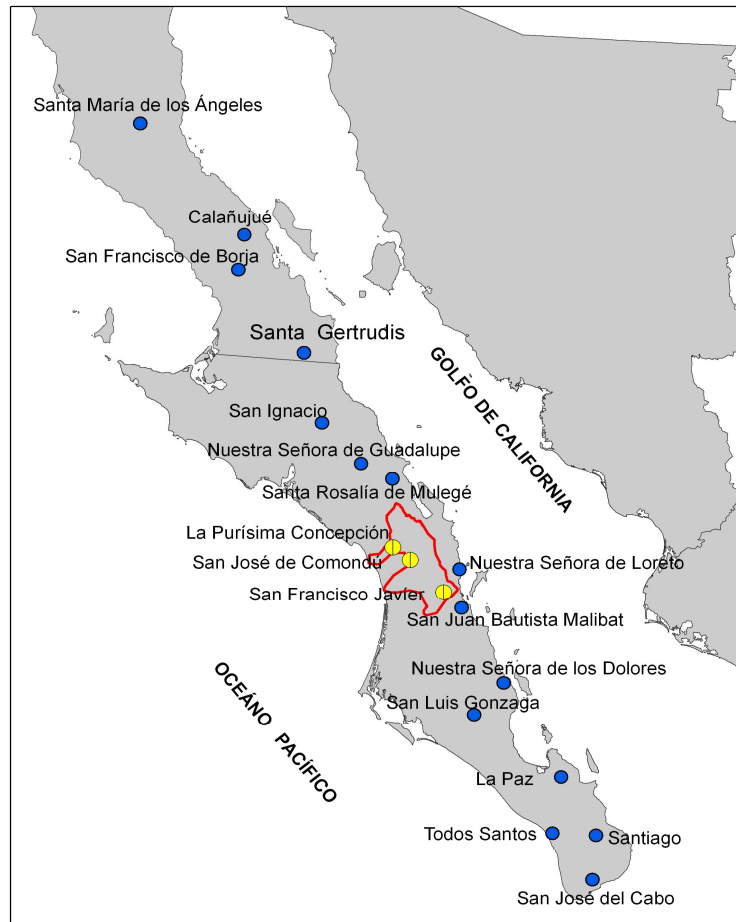 Santa María de los Ángeles
Calañujué
San Francisco de Borja
Santa Gertrudis
GOLFO DE CALIFORNIA
San Ignacio
Nuestra Señora de Guadalupe
Santa Rosalía de Mulegé
La Purísima Concepción
San José de Comondú
Nuestra Señora de Loreto
San Francisco Javier
San Juan Bautista Malibat
Nuestra Señora de los Dolores
San Luis Gonzaga
OCEÁNO PACÍFICO
La Paz
Todos Santos
Santiago
San José del Cabo